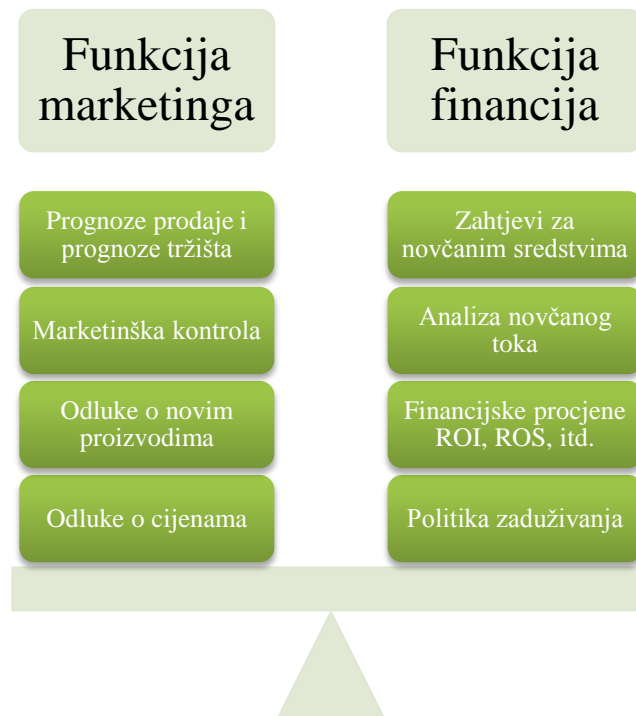 Funkcija
marketinga
Funkcija
financija
Prognoze prodaje i
prognoze tržišta
Zahtjevi za
novčanim sredstvima
Marketinška kontrola
Analiza novčanog
toka
Odluke o novim
proizvodima
Financijske procjene
ROI, ROS, itd.
Odluke o cijenama
Politika zaduživanja